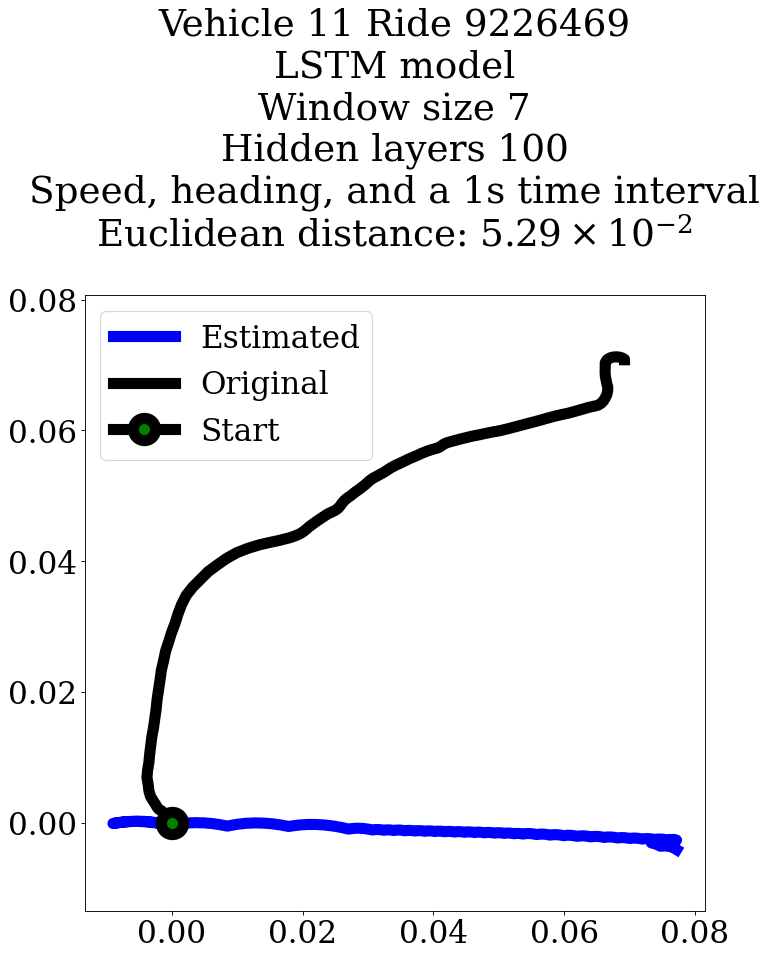 Vehicle 11 Ride 9226469
LSTM model
Window size 7
Hidden layers 100
Speed, heading, and a 1s time interval
Euclidean distance: 5.29 × 10⁻²
0.08
0.06
0.04
0.02
0.00
Estimated
Original
Start
0.00 0.02 0.04 0.06 0.08